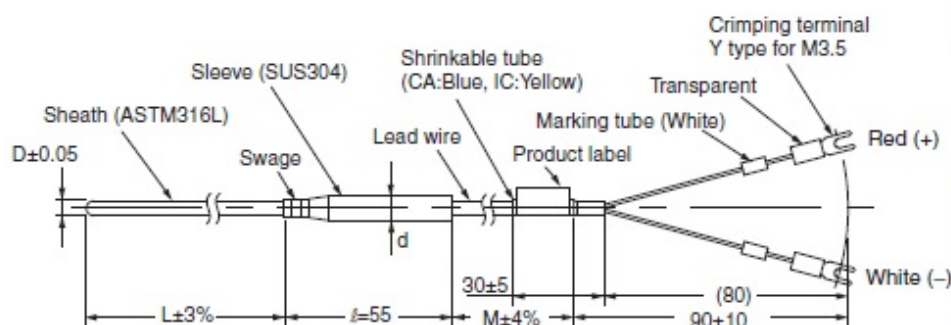 Crimping terminal
Y type for M3.5
Shrinkable tube
(CA:Blue, IC:Yellow)
Transparent
Sleeve (SUS304)
Sheath (ASTM316L)
Marking tube (White)
Lead wire
Product label
Red (+)
D±0.05
Swage
d
30±5
(80)
White (–)
L±3%
ℓ=55
M±4%
90±10